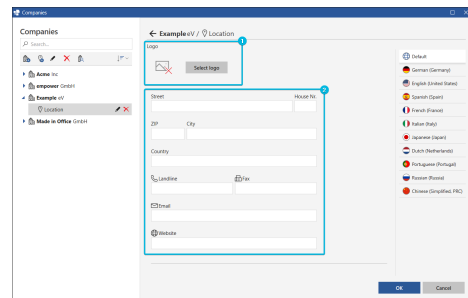 Companies
Companies
Search...
Acme Inc
empower GmbH
Example eV
Location
Made in Office GmbH
Example eV / Location
Logo
1
Select logo
2
Street
House Nr.
ZIP
City
Country
Landline
Fax
Email
Website
Default
German (Germany)
English (United States)
Spanish (Spain)
French (France)
Italian (Italy)
Japanese (Japan)
Dutch (Netherlands)
Portuguese (Portugal)
Russian (Russia)
Chinese (Simplified, PRC)
OK
Cancel